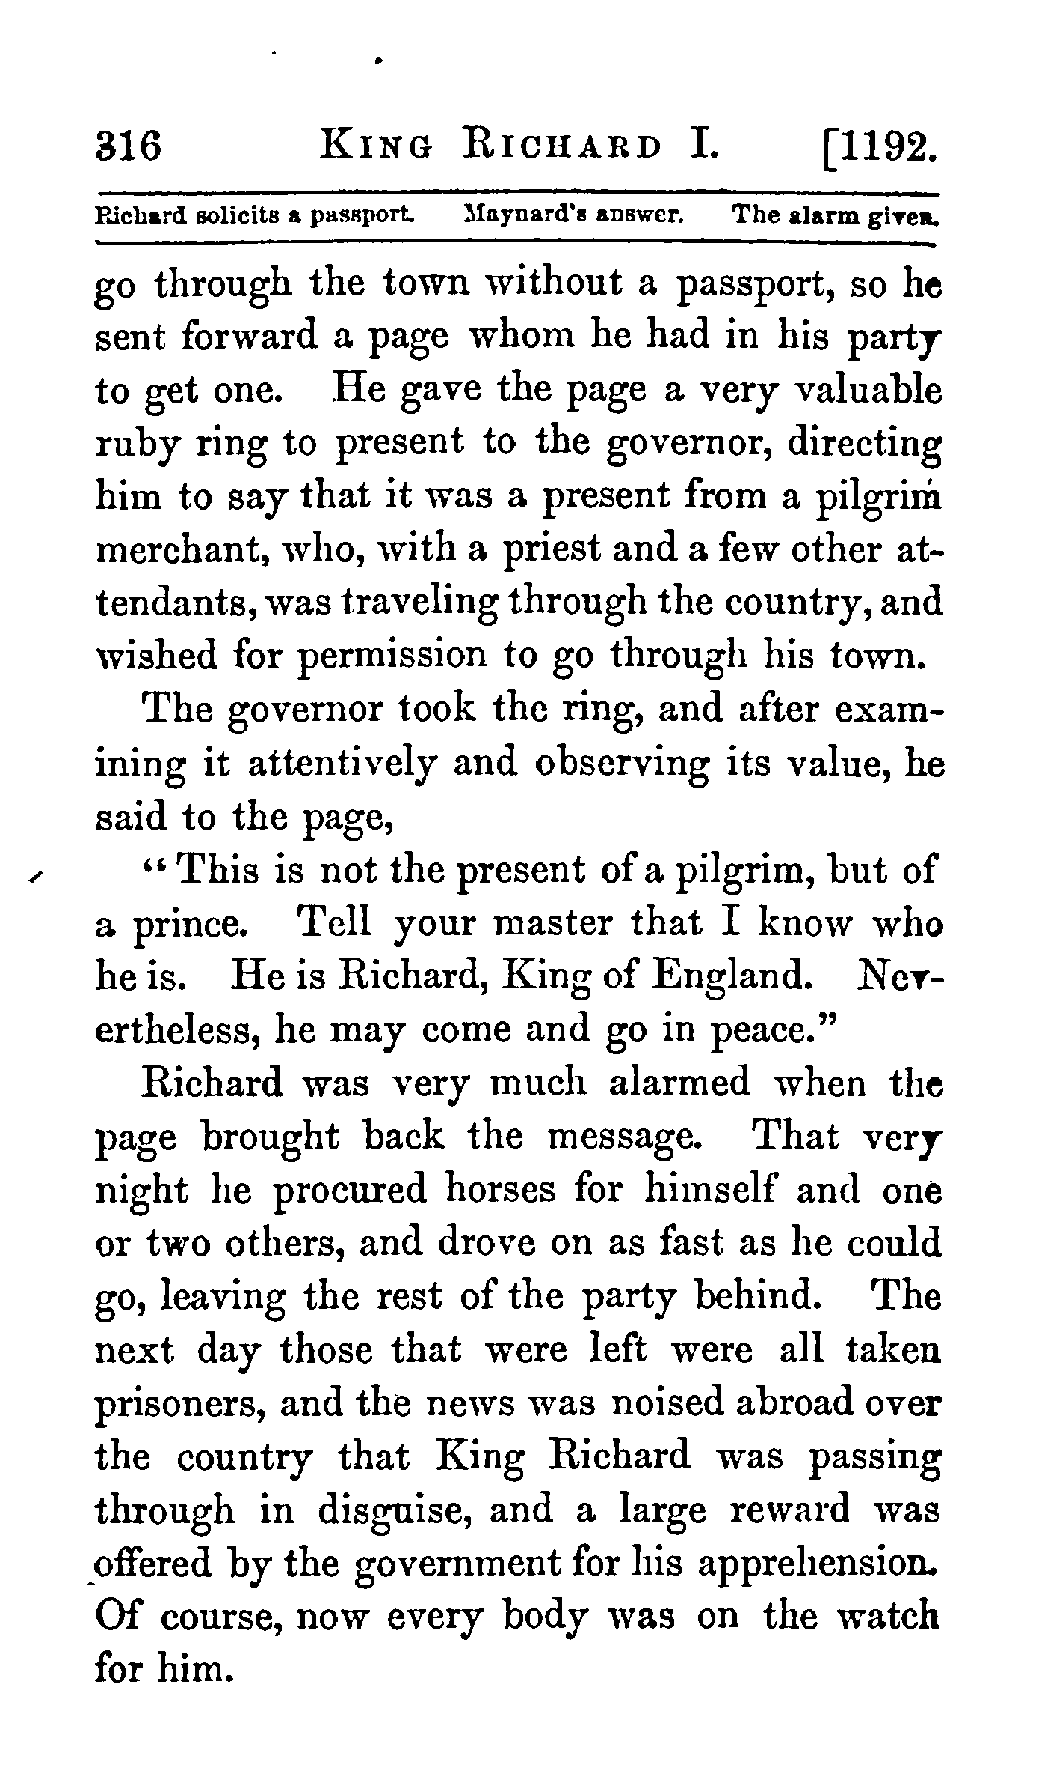 316 KING RICHARD I. [1192.
Richard solicits a passport. Maynard's answer. The alarm given.
go through the town without a passport, so he
sent forward a page whom he had in his party
to get one. He gave the page a very valuable
ruby ring to present to the governor, directing
him to say that it was a present from a pilgrim
merchant, who, with a priest and a few other at-
tendants, was traveling through the country, and
wished for permission to go through his town.
The governor took the ring, and after exam-
ining it attentively and observing its value, he
said to the page,
“This is not the present of a pilgrim, but of
a prince. Tell your master that I know who
he is. He is Richard, King of England. Nev-
ertheless, he may come and go in peace.”
Richard was very much alarmed when the
page brought back the message. That very
night he procured horses for himself and one
or two others, and drove on as fast as he could
go, leaving the rest of the party behind. The
next day those that were left were all taken
prisoners, and the news was noised abroad over
the country that King Richard was passing
through in disguise, and a large reward was
offered by the government for his apprehension.
Of course, now every body was on the watch
for him.